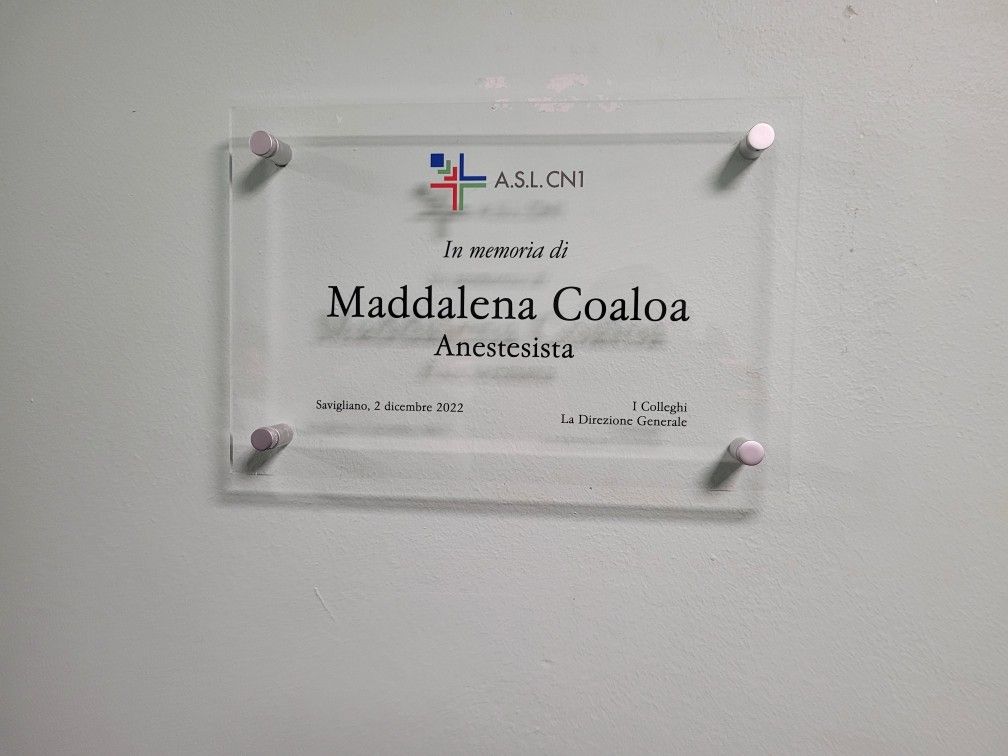 A.S.L. CN1
In memoria di
Maddalena Coaloa
Anestesista
Savigliano, 2 dicembre 2022
I Colleghi
La Direzione Generale